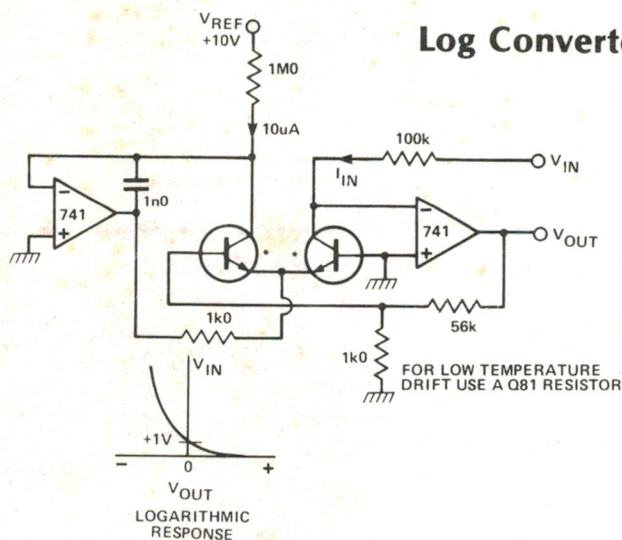 Log Converte
VREF
+10V
1M0
10uA
100k
IIN
VIN
−
741
+
1n0
−
741
+
VOUT
1k0
56k
1k0
FOR LOW TEMPERATURE
DRIFT USE A Q81 RESISTOR
VIN
+1V
− 0 +
VOUT
LOGARITHMIC
RESPONSE